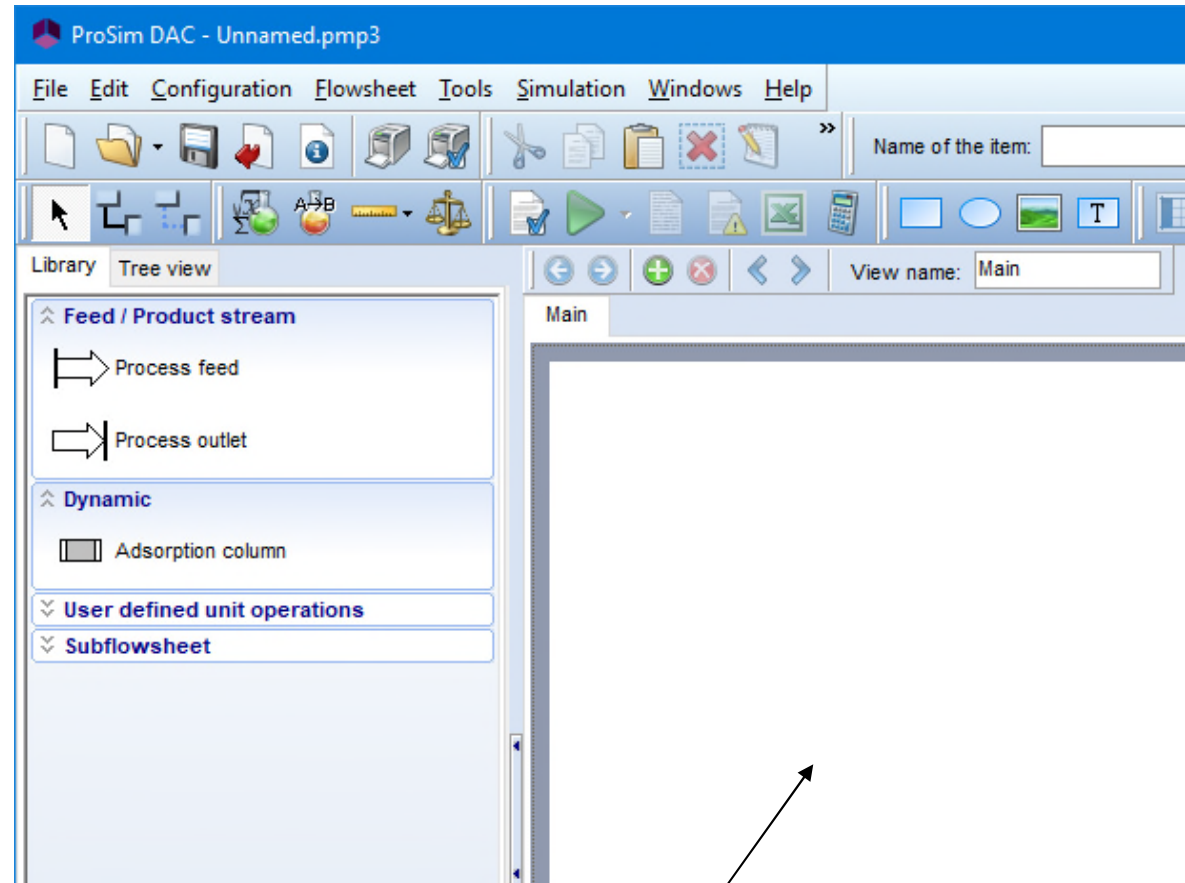 ProSim DAC - Unnamed.pmp3
File Edit Configuration Flowsheet Tools Simulation Windows Help
» Name of the item:
A→B T
Library Tree view View name: Main
Feed / Product stream Main
Process feed
Process outlet
Dynamic
Adsorption column
User defined unit operations
Subflowsheet